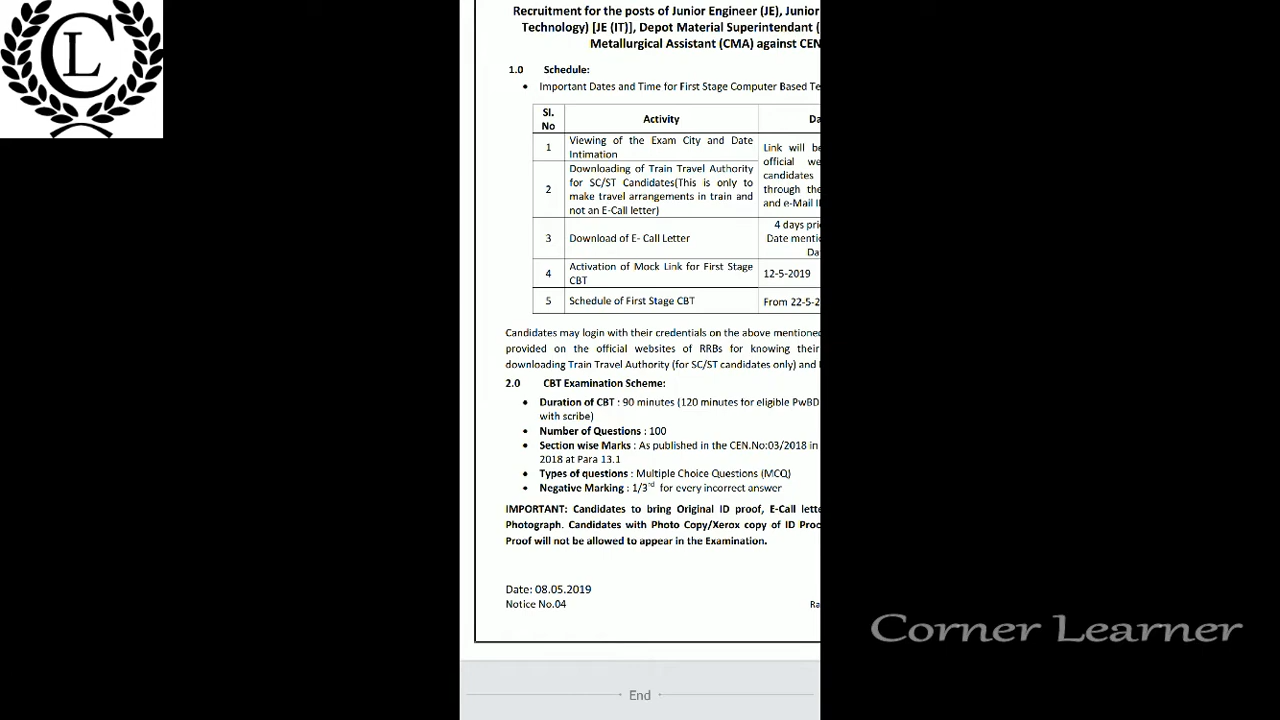 CL
Recruitment for the posts of Junior Engineer (JE), Junior
Technology) [JE (IT)], Depot Material Superintendent (
Metallurgical Assistant (CMA) against CEN
1.0 Schedule:
• Important Dates and Time for First Stage Computer Based Te
Sl. No Activity Da
1 Viewing of the Exam City and Date
Intimation
Link will be
official we
candidates
through the
and e-Mail I
2 Downloading of Train Travel Authority
for SC/ST Candidates(This is only to
make travel arrangements in train and
not an E-Call letter)
3 Download of E- Call Letter
4 days pri
Date mentio
Da
4 Activation of Mock Link for First Stage
CBT
12-5-2019
5 Schedule of First Stage CBT From 22-5-2
Candidates may login with their credentials on the above mentioned
provided on the official websites of RRBs for knowing their
downloading Train Travel Authority (for SC/ST candidates only) and
2.0 CBT Examination Scheme:
• Duration of CBT : 90 minutes (120 minutes for eligible PwBD
with scribe)
• Number of Questions : 100
• Section wise Marks : As published in the CEN.No:03/2018 in
2018 at Para 13.1
• Types of questions : Multiple Choice Questions (MCQ)
• Negative Marking : 1/3rd for every incorrect answer
IMPORTANT: Candidates to bring Original ID proof, E-Call lette
Photograph. Candidates with Photo Copy/Xerox copy of ID Proo
Proof will not be allowed to appear in the Examination.
Date: 08.05.2019
Notice No.04 Ra
Corner Learner
End